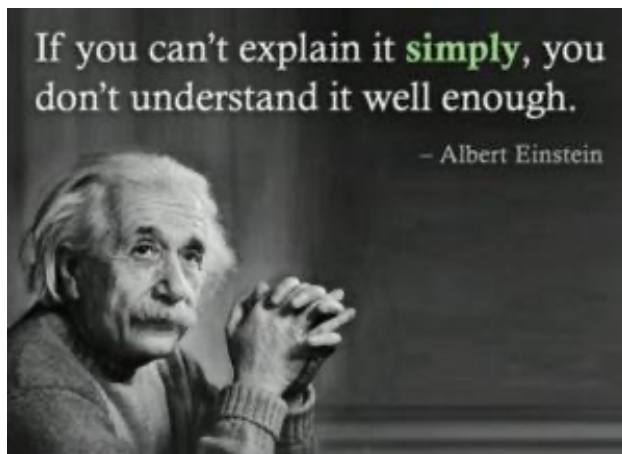 If you can’t explain it simply, you
don’t understand it well enough.
– Albert Einstein